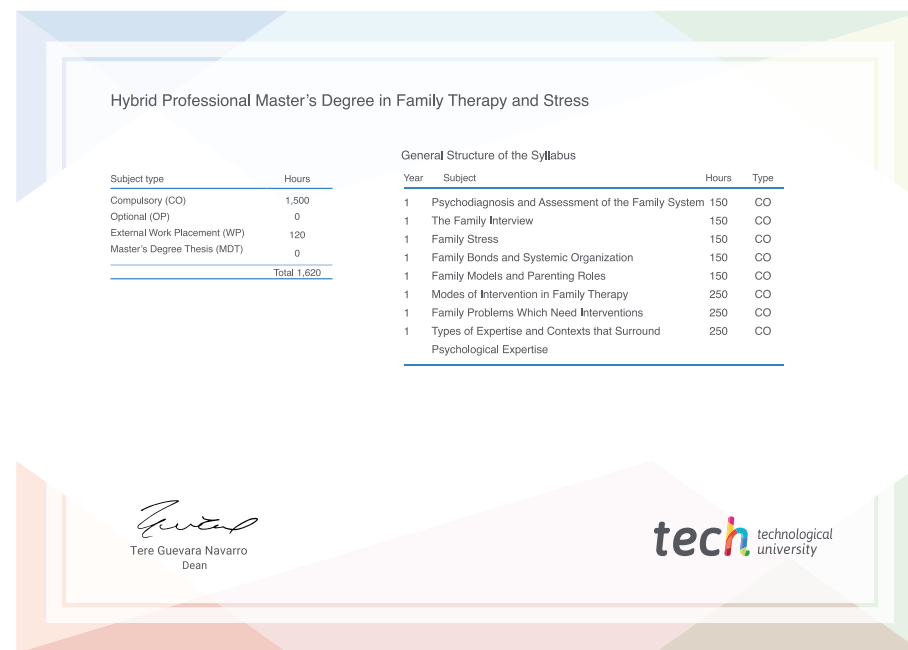 Hybrid Professional Master's Degree in Family Therapy and Stress
Subject type Hours
Compulsory (CO) 1,500
Optional (OP) 0
External Work Placement (WP) 120
Master's Degree Thesis (MDT) 0
Total 1,620
General Structure of the Syllabus
Year Subject Hours Type
1 Psychodiagnosis and Assessment of the Family System 150 CO
1 The Family Interview 150 CO
1 Family Stress 150 CO
1 Family Bonds and Systemic Organization 150 CO
1 Family Models and Parenting Roles 150 CO
1 Modes of Intervention in Family Therapy 250 CO
1 Family Problems Which Need Interventions 250 CO
1 Types of Expertise and Contexts that Surround 250 CO
Psychological Expertise
Tere Guevara Navarro
Dean
tech technological
university